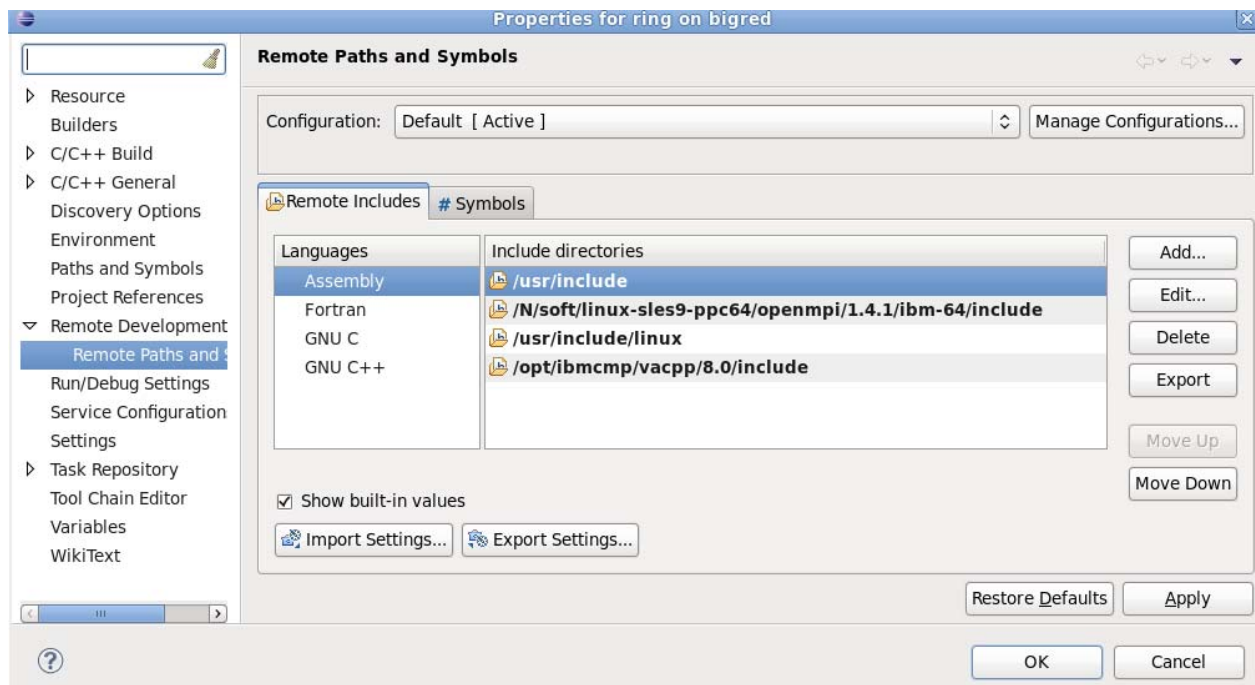 Properties for ring on bigred
Resource
Builders
C/C++ Build
C/C++ General
Discovery Options
Environment
Paths and Symbols
Project References
Remote Development
Remote Paths and
Run/Debug Settings
Service Configuration
Settings
Task Repository
Tool Chain Editor
Variables
WikiText
Remote Paths and Symbols
Configuration: Default [ Active ] Manage Configurations...
Remote Includes # Symbols
Languages Include directories
Assembly /usr/include
Fortran /N/soft/linux-sles9-ppc64/openmpi/1.4.1/ibm-64/include
GNU C /usr/include/linux
GNU C++ /opt/ibmcmp/vacpp/8.0/include
Add...
Edit...
Delete
Export
Move Up
Move Down
Show built-in values
Import Settings... Export Settings...
Restore Defaults Apply
OK Cancel